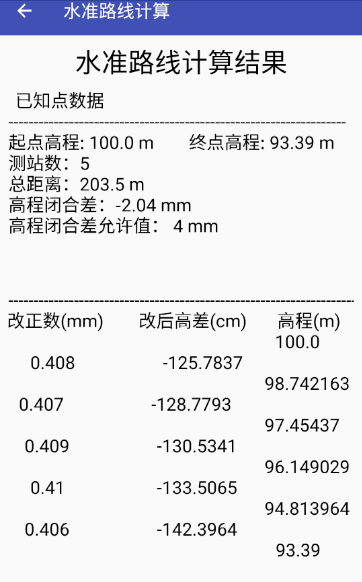 水准路线计算
水准路线计算结果
已知点数据
起点高程: 100.0 m 终点高程: 93.39 m
测站数：5
总距离：203.5 m
高程闭合差：-2.04 mm
高程闭合差允许值： 4 mm
改正数(mm) 改后高差(cm) 高程(m)
100.0
0.408 -125.7837
98.742163
0.407 -128.7793
97.45437
0.409 -130.5341
96.149029
0.41 -133.5065
94.813964
0.406 -142.3964
93.39